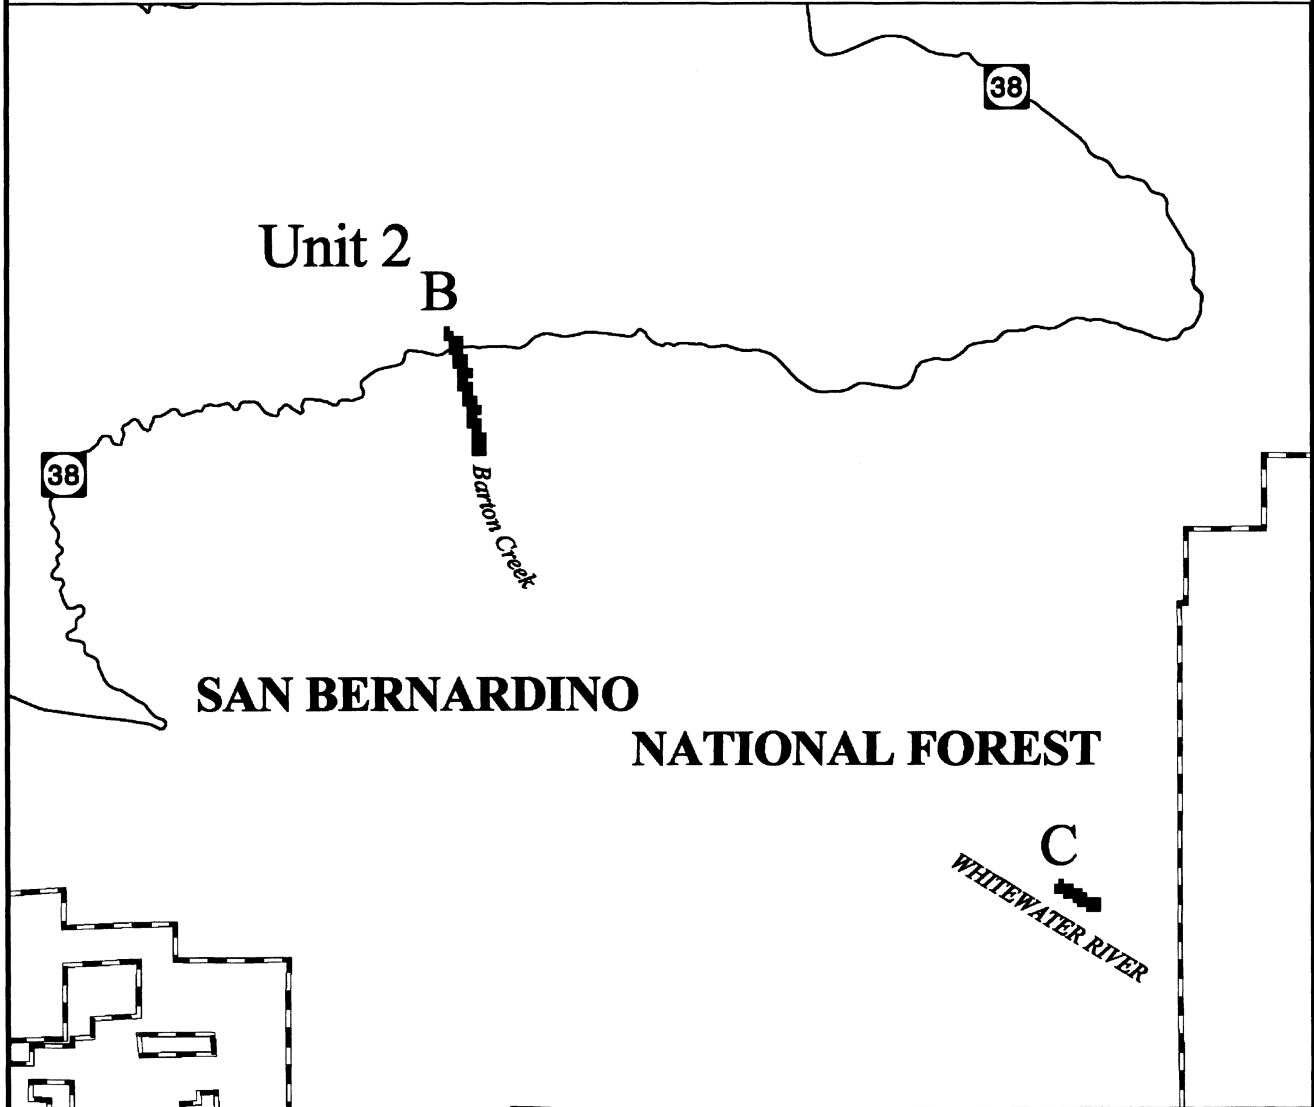 38
Unit 2
B
38
Barton Creek
SAN BERNARDINO
NATIONAL FOREST
C
WHITEWATER RIVER